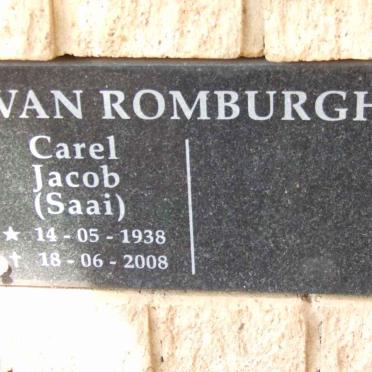 VAN ROMBURGH
Carel
Jacob
(Saai)
★ 14 - 05 - 1938
✝ 18 - 06 - 2008